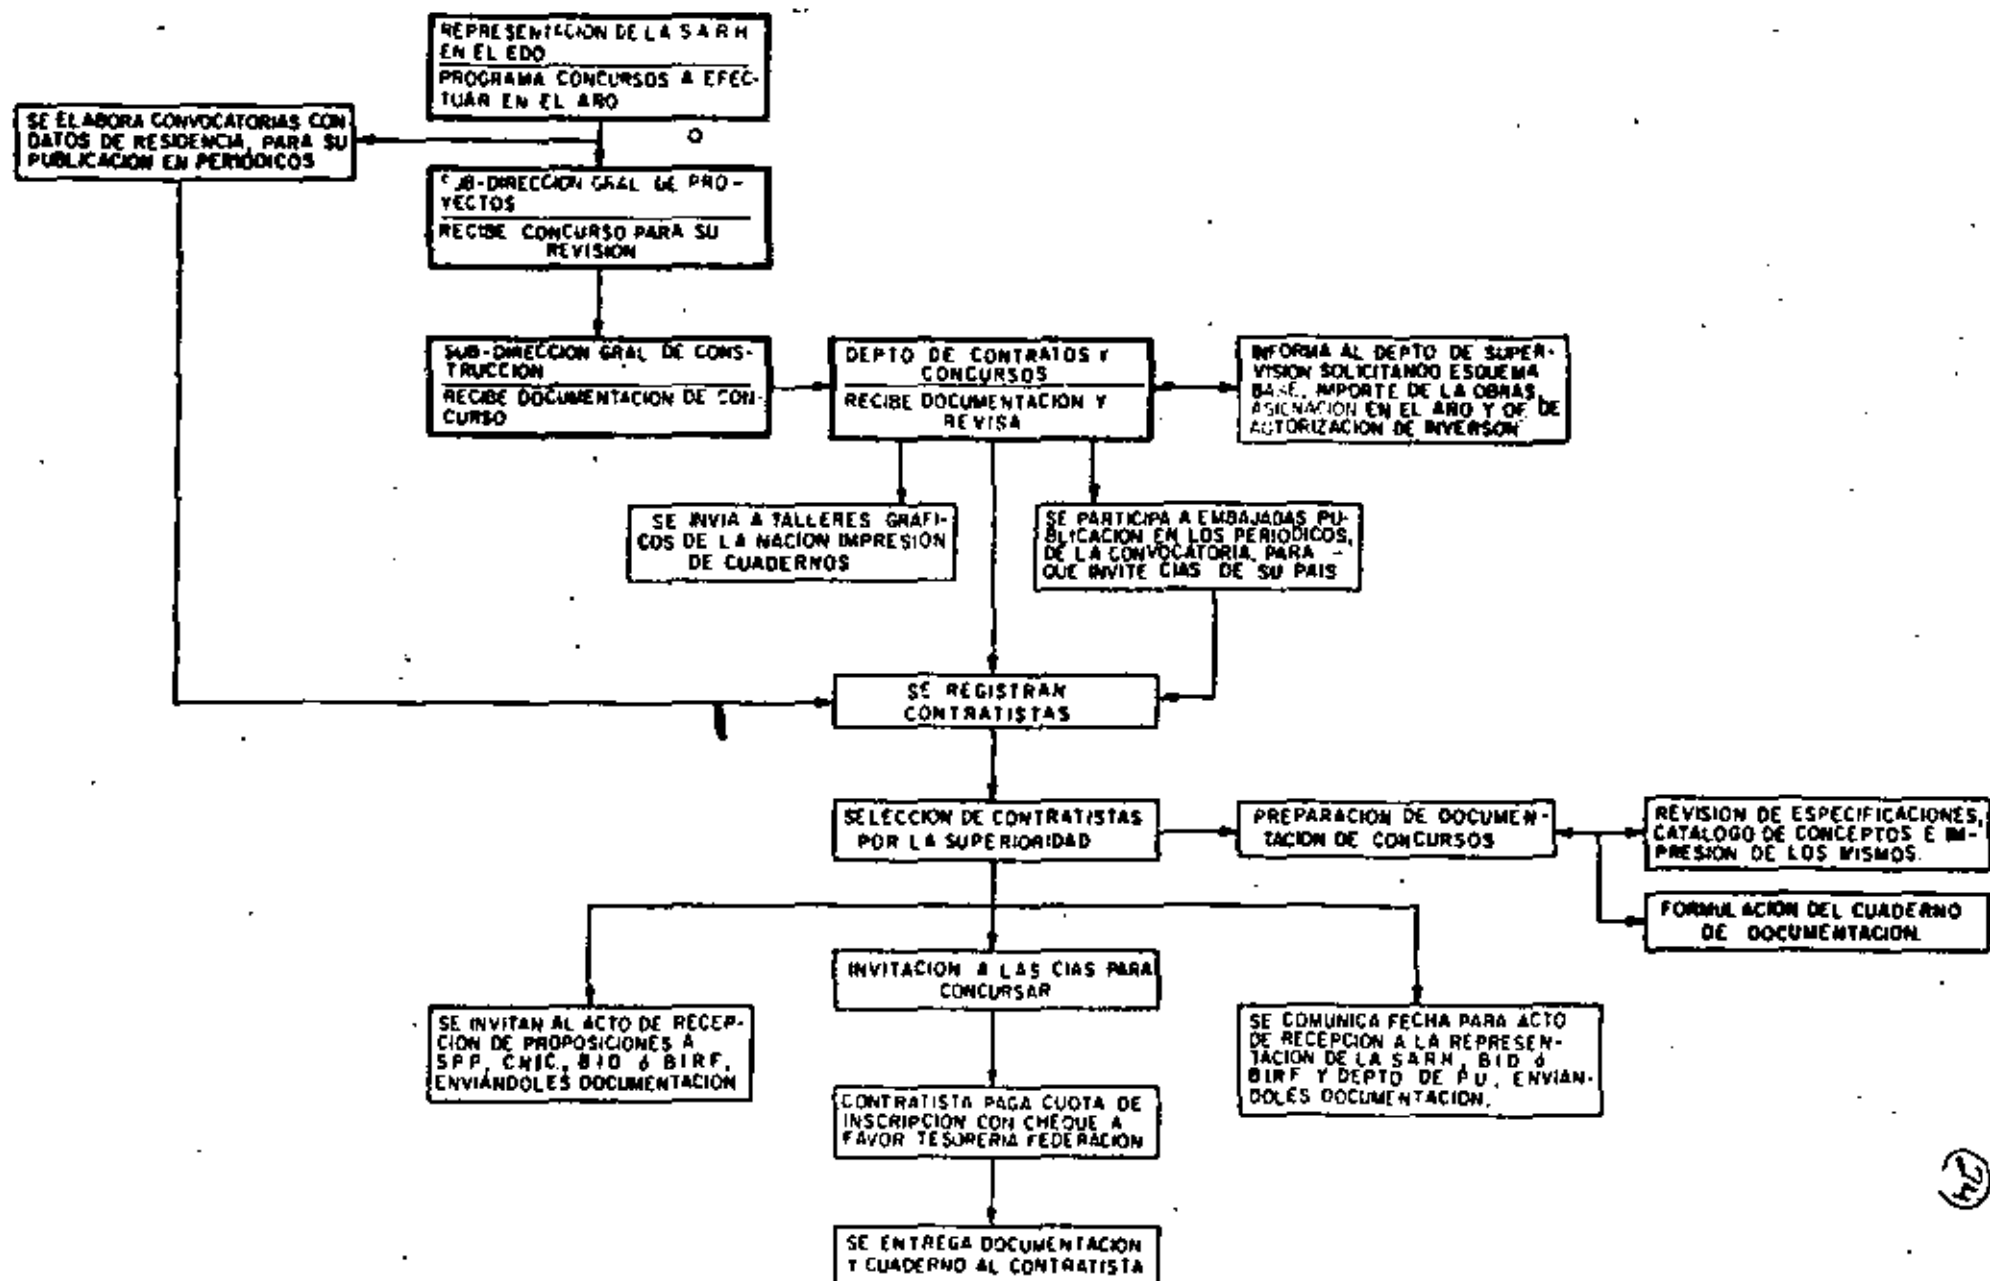 REPRESENTACION DE LA S A R H
EN EL EDO
PROGRAMA CONCURSOS A EFEC-
TUAR EN EL AÑO
SE ELABORA CONVOCATORIAS CON
DATOS DE RESIDENCIA, PARA SU
PUBLICACION EN PERIÓDICOS
SUB-DIRECCION GRAL DE PRO-
YECTOS
RECIBE CONCURSO PARA SU
REVISION
SUB-DIRECCION GRAL DE CONS-
TRUCCION
RECIBE DOCUMENTACION DE CON-
CURSO
DEPTO DE CONTRATOS Y
CONCURSOS
RECIBE DOCUMENTACION Y
REVISA
INFORMA AL DEPTO DE SUPER-
VISION SOLICITANDO ESQUEMA
BASE, IMPORTE DE LA OBRAS,
ASIGNACION EN EL AÑO Y OF DE
AUTORIZACION DE INVERSON
SE INVIA A TALLERES GRAFI-
COS DE LA NACION IMPRESION
DE CUADERNOS
SE PARTICIPA A EMBAJADAS PU-
BLICACION EN LOS PERIODICOS,
DE LA CONVOCATORIA, PARA -
QUE INVITE CIAS DE SU PAIS
SE REGISTRAN
CONTRATISTAS
SELECCION DE CONTRATISTAS
POR LA SUPERIORIDAD
PREPARACION DE DOCUMEN-
TACION DE CONCURSOS
REVISION DE ESPECIFICACIONES,
CATALOGO DE CONCEPTOS E IM-
PRESION DE LOS MISMOS.
FORMULACION DEL CUADERNO
DE DOCUMENTACION.
INVITACION A LAS CIAS PARA
CONCURSAR
SE INVITAN AL ACTO DE RECEP-
CION DE PROPOSICIONES A
SPP, CNIC., BID ó BIRF,
ENVIÁNDOLES DOCUMENTACION
SE COMUNICA FECHA PARA ACTO
DE RECEPCION A LA REPRESEN-
TACION DE LA SARH, BID ó
BIRF Y DEPTO DE P U, ENVIAN-
DOLES DOCUMENTACION.
CONTRATISTA PAGA CUOTA DE
INSCRIPCION CON CHEQUE A
FAVOR TESORERIA FEDERACION
SE ENTREGA DOCUMENTACION
Y CUADERNO AL CONTRATISTA